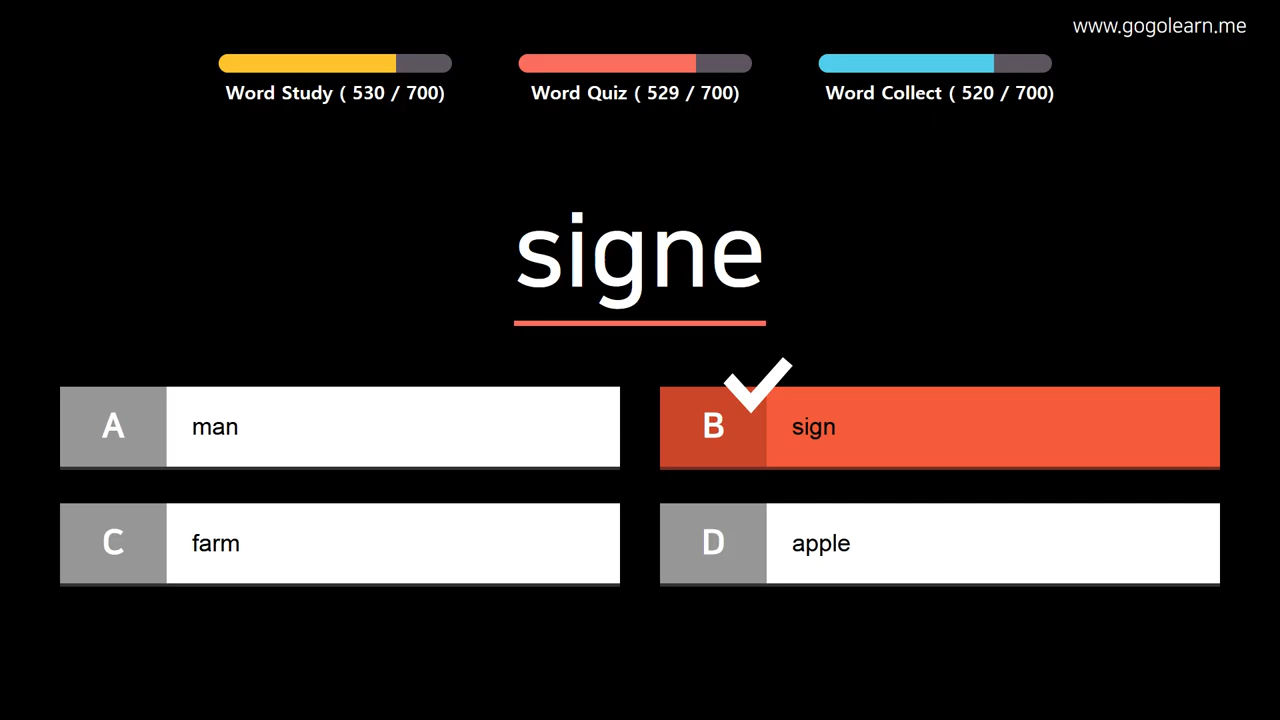 www.gogolearn.me
Word Study ( 530 / 700)
Word Quiz ( 529 / 700)
Word Collect ( 520 / 700)
signe
A man
B sign
C farm
D apple